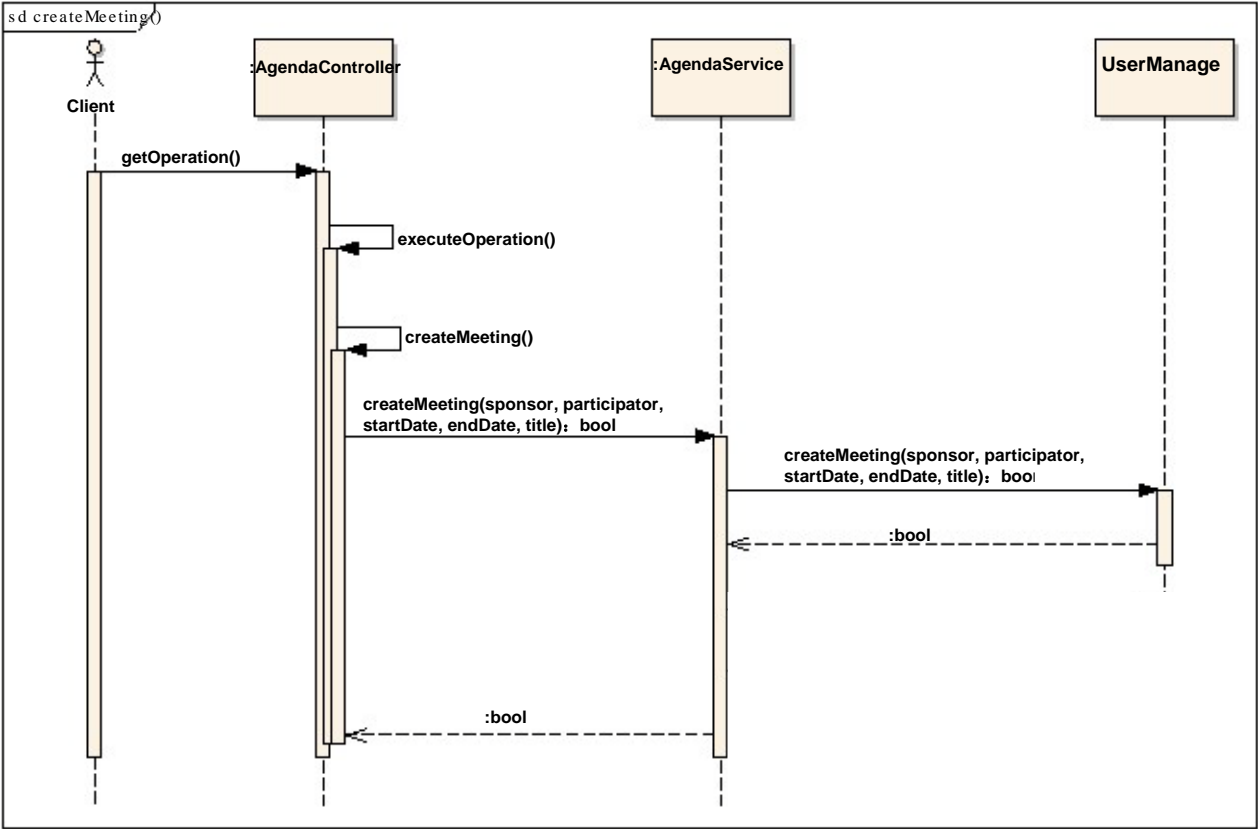 sd createMeeting()
Client
:AgendaController
:AgendaService
UserManage
getOperation()
executeOperation()
createMeeting()
createMeeting(sponsor, participator,
startDate, endDate, title)：bool
createMeeting(sponsor, participator,
startDate, endDate, title)：bool
:bool
:bool